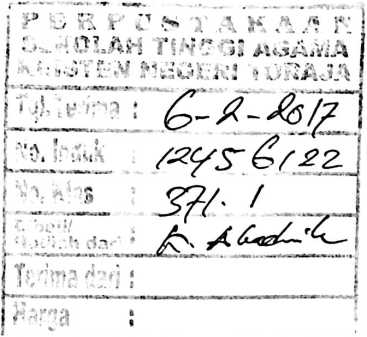 PERPUSTAKAAN
SEKOLAH TINGGI AGAMA
KRISTEN NEGERI TORAJA
Tgl. Terima : 6-2-2017
No. Induk : 12456122
No. Klas : 371.1
Hadiah dari :
Terima dari :
Harga :